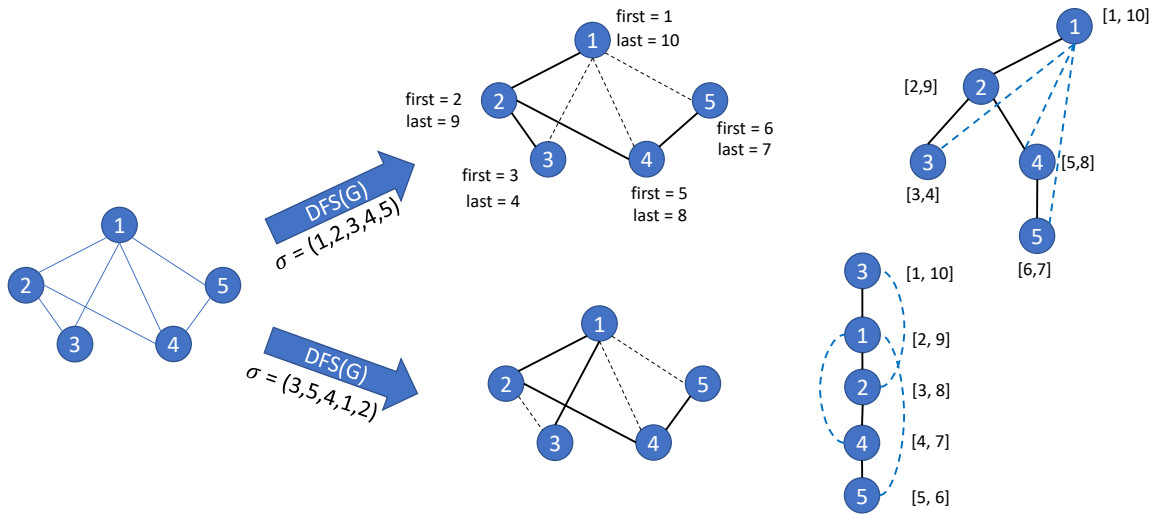 1
2
3
4
5
DFS(G)
σ = (1,2,3,4,5)
DFS(G)
σ = (3,5,4,1,2)
first = 1
last = 10
1
first = 2
last = 9
2
5
first = 6
last = 7
3
first = 3
last = 4
4
first = 5
last = 8
1
[1, 10]
[2,9]
2
3
[3,4]
4
[5,8]
5
[6,7]
1
2
5
3
4
3
[1, 10]
1
[2, 9]
2
[3, 8]
4
[4, 7]
5
[5, 6]